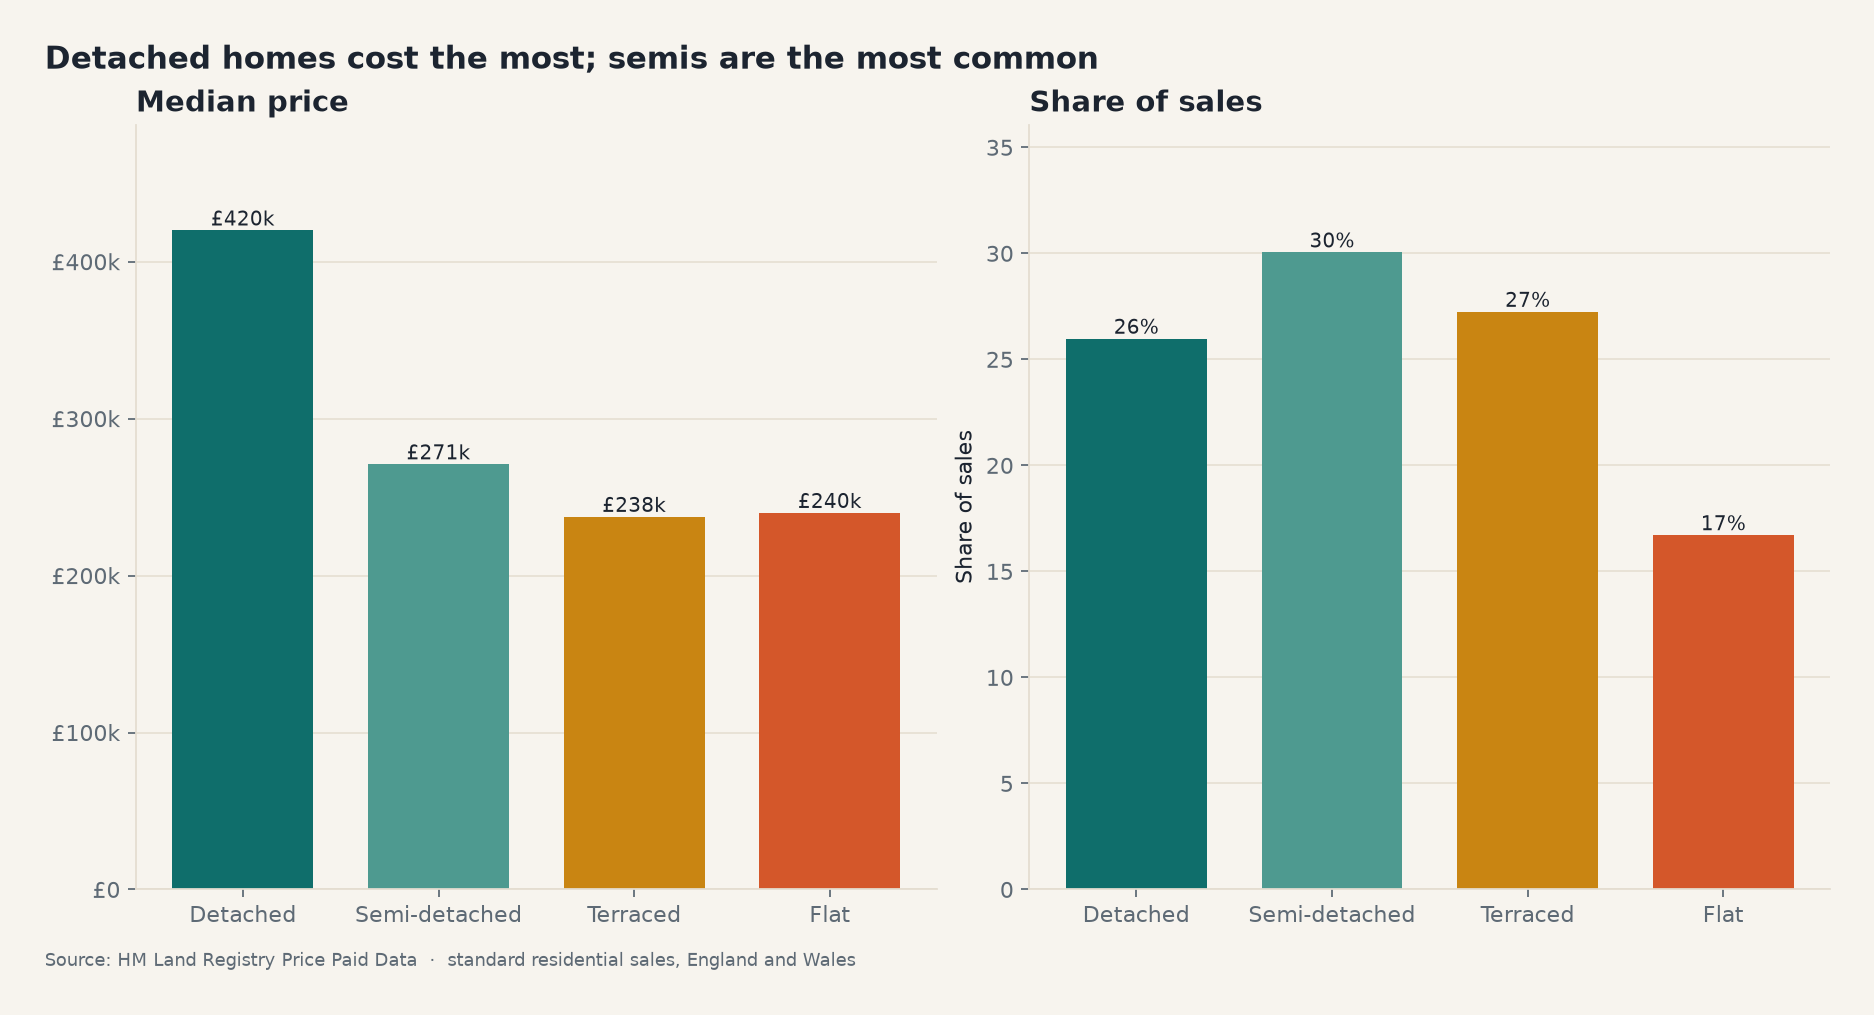 Detached homes cost the most; semis are the most common
Median price
£400k
£300k
£200k
£100k
£0
£420k
£271k
£238k
£240k
Detached
Semi-detached
Terraced
Flat
Share of sales
Share of sales
35
30
25
20
15
10
5
0
26%
30%
27%
17%
Detached
Semi-detached
Terraced
Flat
Source: HM Land Registry Price Paid Data · standard residential sales, England and Wales